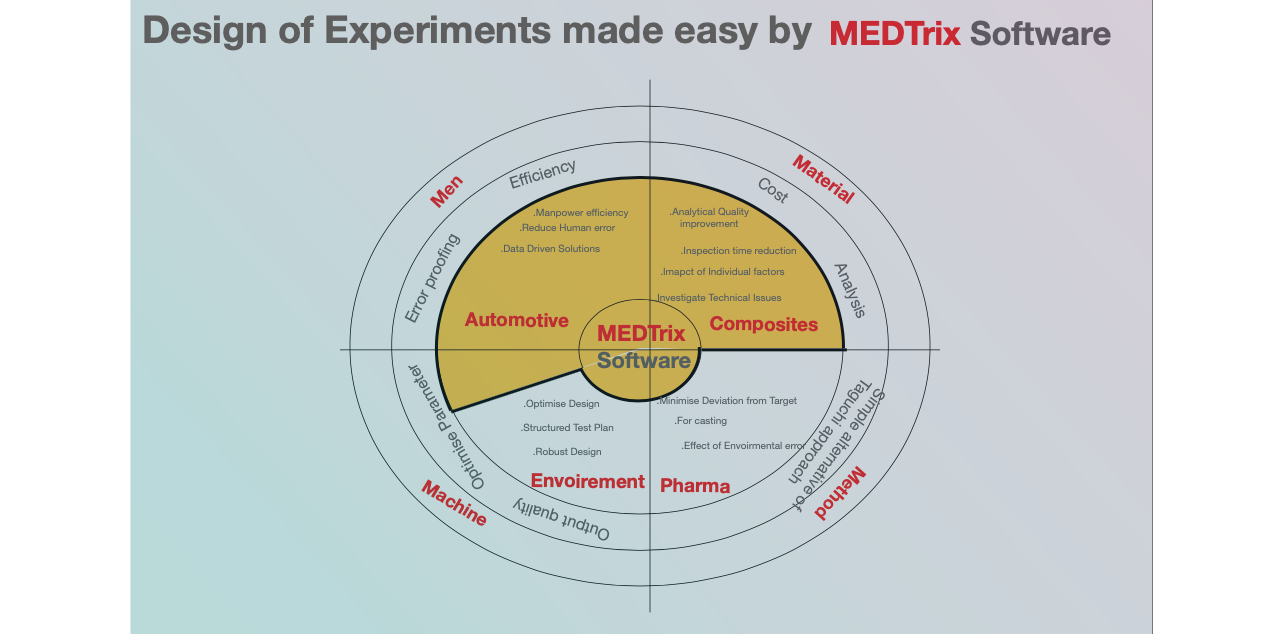 Design of Experiments made easy by MEDTrix Software
Men
Efficiency
Error proofing
.Manpower efficiency
.Reduce Human error
.Data Driven Solutions
Automotive
Material
Cost
Analysis
.Analytical Quality
improvement
.Inspection time reduction
.Imapct of Individual factors
Investigate Technical Issues
Composites
MEDTrix
Software
Optimise Parameter
Machine
Output quality
.Optimise Design
.Structured Test Plan
.Robust Design
Envoirement
.Minimise Deviation from Target
.For casting
.Effect of Envoirmental error
Pharma
Simple alternative of
Taguchi approach
Method